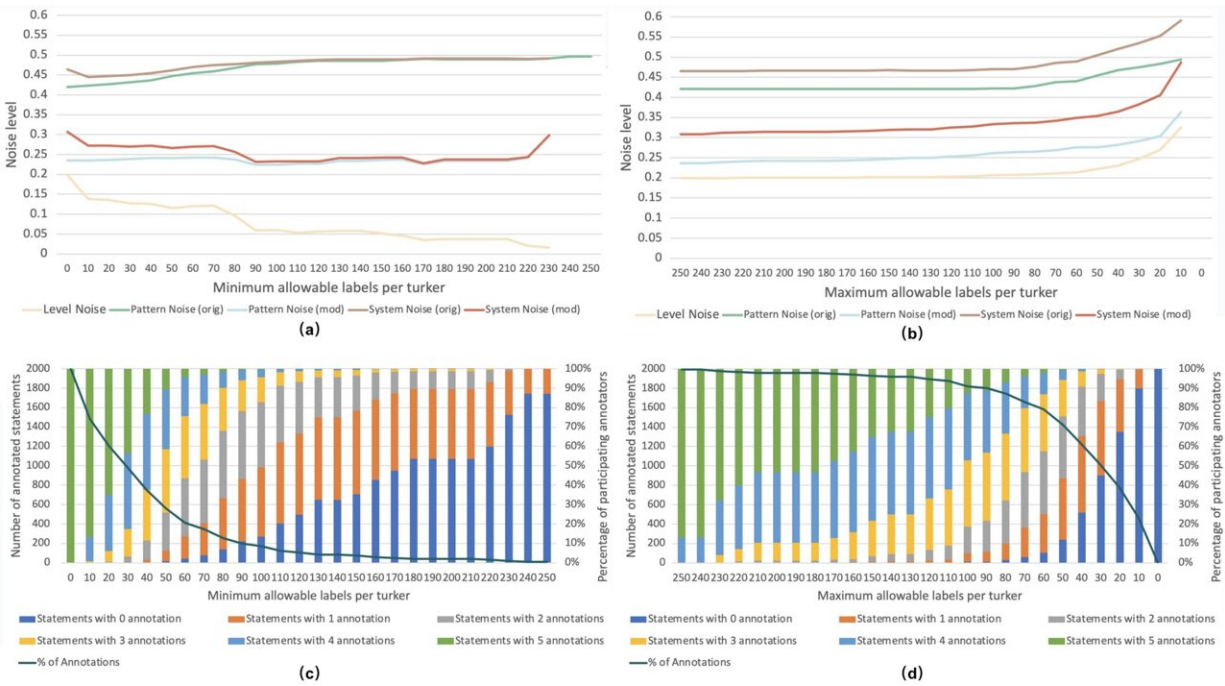 0.6
0.55
0.5
0.45
0.4
0.35
0.3
0.25
0.2
0.15
0.1
0.05
0
Noise level
0 10 20 30 40 50 60 70 80 90 100 110 120 130 140 150 160 170 180 190 200 210 220 230 240 250
Minimum allowable labels per turker
Level Noise Pattern Noise (orig) Pattern Noise (mod) System Noise (orig) System Noise (mod)
(a)
0.6
0.55
0.5
0.45
0.4
0.35
0.3
0.25
0.2
0.15
0.1
0.05
0
Noise level
250 240 230 220 210 200 190 180 170 160 150 140 130 120 110 100 90 80 70 60 50 40 30 20 10 0
Maximum allowable labels per turker
Level Noise Pattern Noise (orig) Pattern Noise (mod) System Noise (orig) System Noise (mod)
(b)
2000
1800
1600
1400
1200
1000
800
600
400
200
0
Number of annotated statements
100%
90%
80%
70%
60%
50%
40%
30%
20%
10%
0%
Percentage of participating annotators
0 10 20 30 40 50 60 70 80 90 100 110 120 130 140 150 160 170 180 190 200 210 220 230 240 250
Minimum allowable labels per turker
Statements with 0 annotation Statements with 1 annotation Statements with 2 annotations
Statements with 3 annotations Statements with 4 annotations Statements with 5 annotations
% of Annotations
(c)
2000
1800
1600
1400
1200
1000
800
600
400
200
0
Number of annotated statements
100%
90%
80%
70%
60%
50%
40%
30%
20%
10%
0%
Percentage of participating annotators
250 240 230 220 210 200 190 180 170 160 150 140 130 120 110 100 90 80 70 60 50 40 30 20 10 0
Maximum allowable labels per turker
Statements with 0 annotation Statements with 1 annotation Statements with 2 annotations
Statements with 3 annotations Statements with 4 annotations Statements with 5 annotations
% of Annotations
(d)